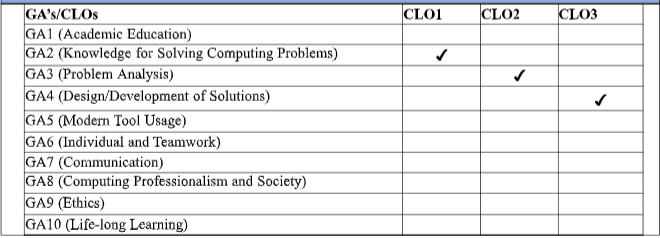 GA's/CLOs CLO1 CLO2 CLO3
GA1 (Academic Education)
GA2 (Knowledge for Solving Computing Problems) ✓
GA3 (Problem Analysis) ✓
GA4 (Design/Development of Solutions) ✓
GA5 (Modern Tool Usage)
GA6 (Individual and Teamwork)
GA7 (Communication)
GA8 (Computing Professionalism and Society)
GA9 (Ethics)
GA10 (Life-long Learning)